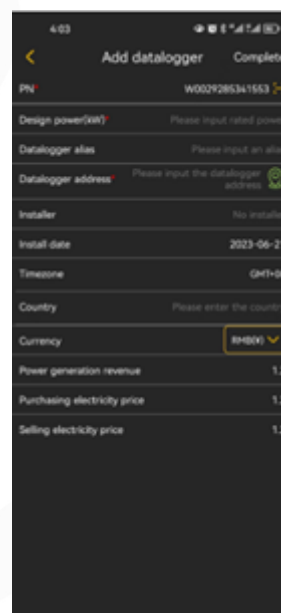 4:03
Add datalogger Complete
PN* W0029285341553
Design power(kW)* Please input rated powe
Datalogger alias Please input an alia
Datalogger address* Please input the datalogger
address
Installer No installe
Install date 2023-06-2
Timezone GMT+0
Country Please enter the countr
Currency RMB(¥)
Power generation revenue 1.
Purchasing electricity price 1.
Selling electricity price 1.